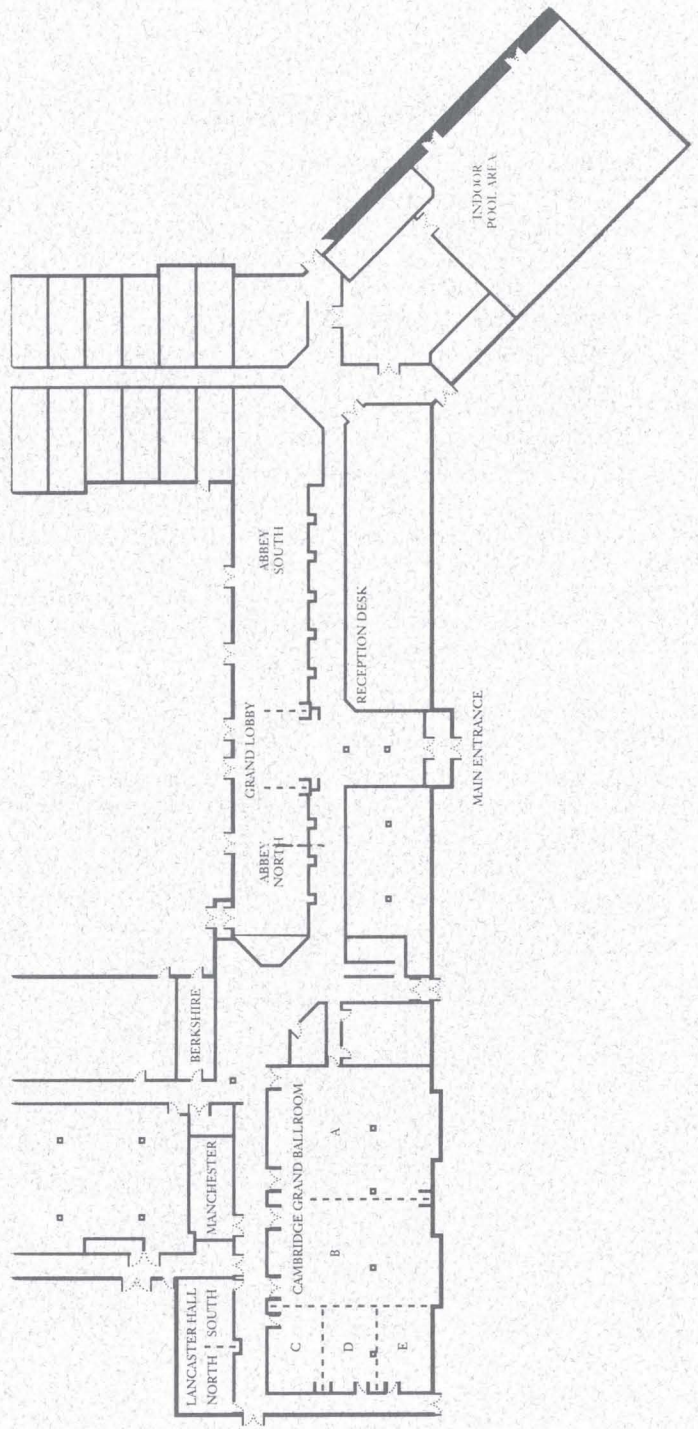 LANCASTER HALL
NORTH
SOUTH
MANCHESTER
BERKSHIRE
CAMBRIDGE GRAND BALLROOM
A
B
C
D
E
ABBEY
NORTH
GRAND LOBBY
ABBEY
SOUTH
RECEPTION DESK
MAIN ENTRANCE
INDOOR
POOL AREA